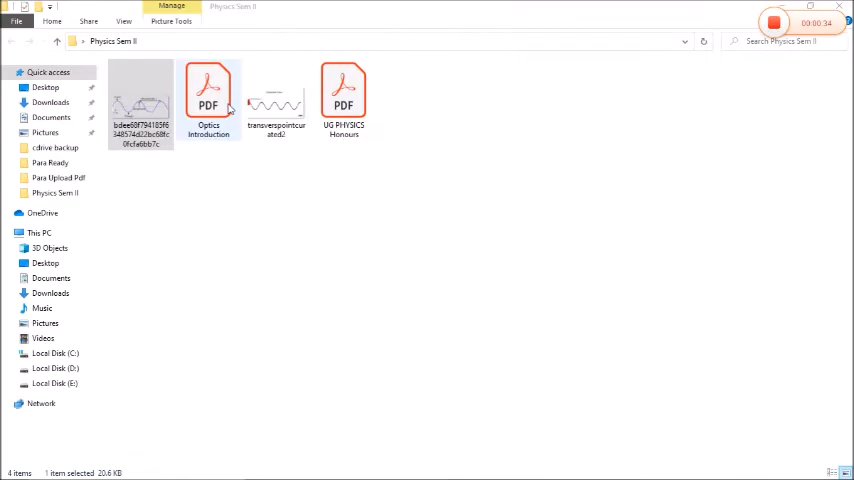 Manage
Physics Sem II
File
Home
Share
View
Picture Tools
00:00:34
Physics Sem II
Search Physics Sem II
Quick access
Desktop
Downloads
Documents
Pictures
cdrive backup
Para Ready
Para Upload Pdf
Physics Sem II
OneDrive
This PC
3D Objects
Desktop
Documents
Downloads
Music
Pictures
Videos
Local Disk (C:)
Local Disk (D:)
Local Disk (E:)
Network
bdee68f794185f6
348574d22bc68fc
0fcfa6bb7c
PDF
Optics
Introduction
transverspointcur
ated2
PDF
UG PHYSICS
Honours
4 items
1 item selected 20.6 KB